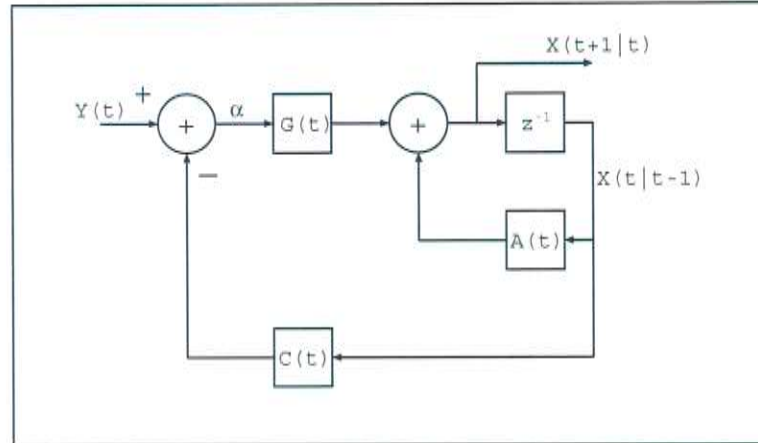 X(t+1|t)
+
Y(t)
+
α
G(t)
+
z⁻¹
−
X(t|t-1)
A(t)
C(t)